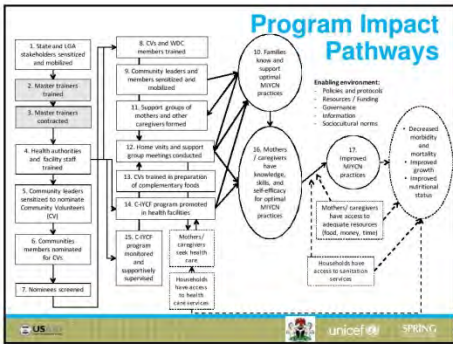 Program Impact
Pathways
1. State and LGA
sensitized and
mobilized
2. Master trainers
trained
3. Master trainers
contracted
4. Health authorities
and facility staff
trained
5. Community leaders
sensitized to nominate
Community Volunteers
(CV)
6. Communities
members nominated
for CVs
7. Nominees screened
8. CVs and WDC
members trained
9. Community leaders
and members sensitized
and mobilized
11. Support groups of
mothers and other
caregivers formed
12. Home visits and support
group meetings conducted
13. CVs trained in preparation
of complementary foods
14. C-IYCF program promoted
in health facilities
15. C-IYCF
program
monitored
and
supportively
supervised
Mothers/
caregivers
seek health
care
Households have
access to
health care
services
10. Families
know and
support
optimal
MIYCN
practices
16. Mothers /
caregivers
have
knowledge,
skills, and
self-efficacy
for optimal
MIYCN
practices
Enabling environment:
- Policies and protocols
- Resources / Funding
- Governance
- Information
- Sociocultural norms
17.
Improved
MIYCN
practices
Mothers/ caregivers
have access to
adequate resources
(food, money, time)
Households have
access to sanitation
services
• Decreased
morbidity
and
mortality
• Improved
growth
• Improved
nutritional
status
USAID
unicef
SPRING